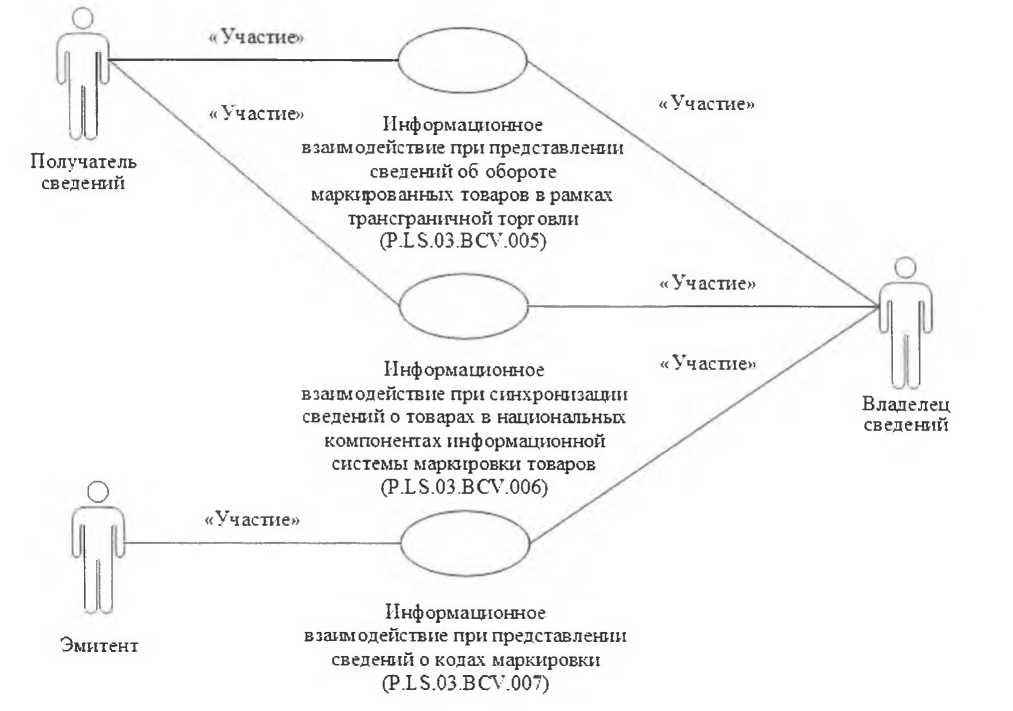 «Участие»
«Участие»
«Участие»
Получатель
сведений
Информационное
взаимодействие при представлении
сведений об обороте
маркированных товаров в рамках
трансграничной торговли
(P.LS.03.BCV.005)
«Участие»
«Участие»
Информационное
взаимодействие при синхронизации
сведений о товарах в национальных
компонентах информационной
системы маркировки товаров
(P.LS.03.BCV.006)
Владелец
сведений
«Участие»
Эмитент
Информационное
взаимодействие при представлении
сведений о кодах маркировки
(P.LS.03.BCV.007)